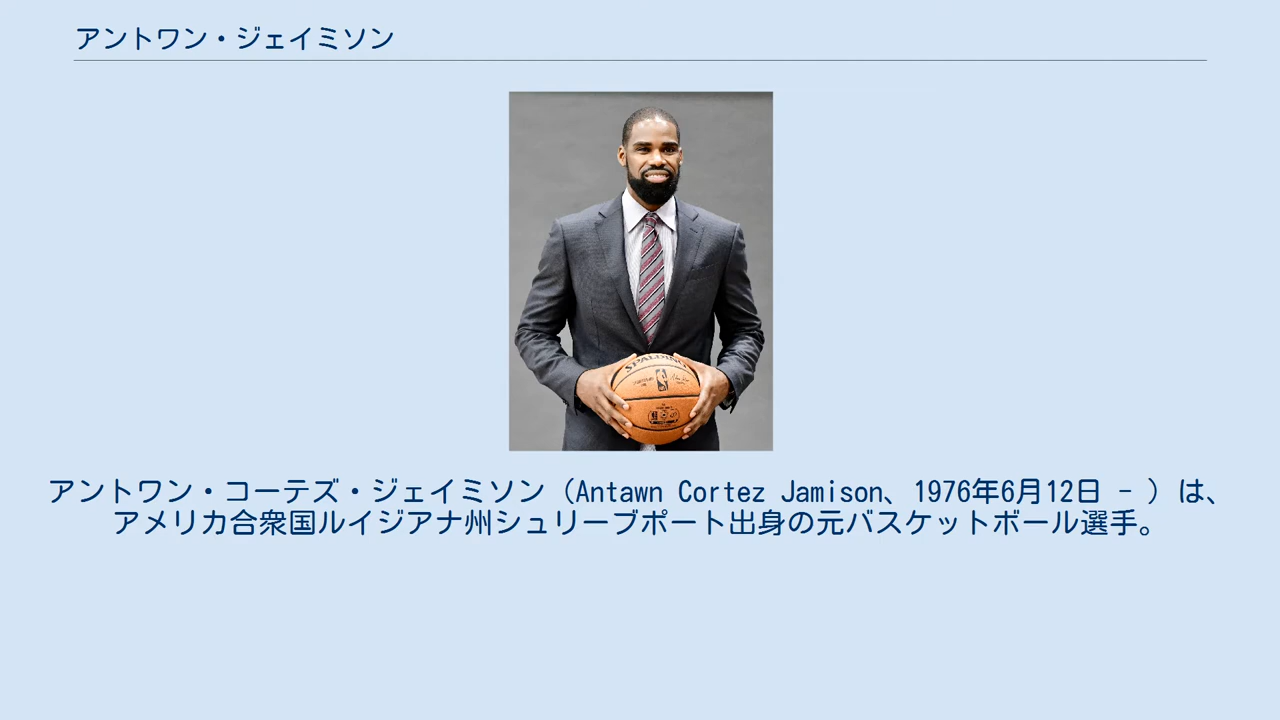 アントワン・ジェイミソン
SPALDING
アントワン・コーテズ・ジェイミソン（Antawn Cortez Jamison、1976年6月12日 - ）は、
アメリカ合衆国ルイジアナ州シュリーブポート出身の元バスケットボール選手。